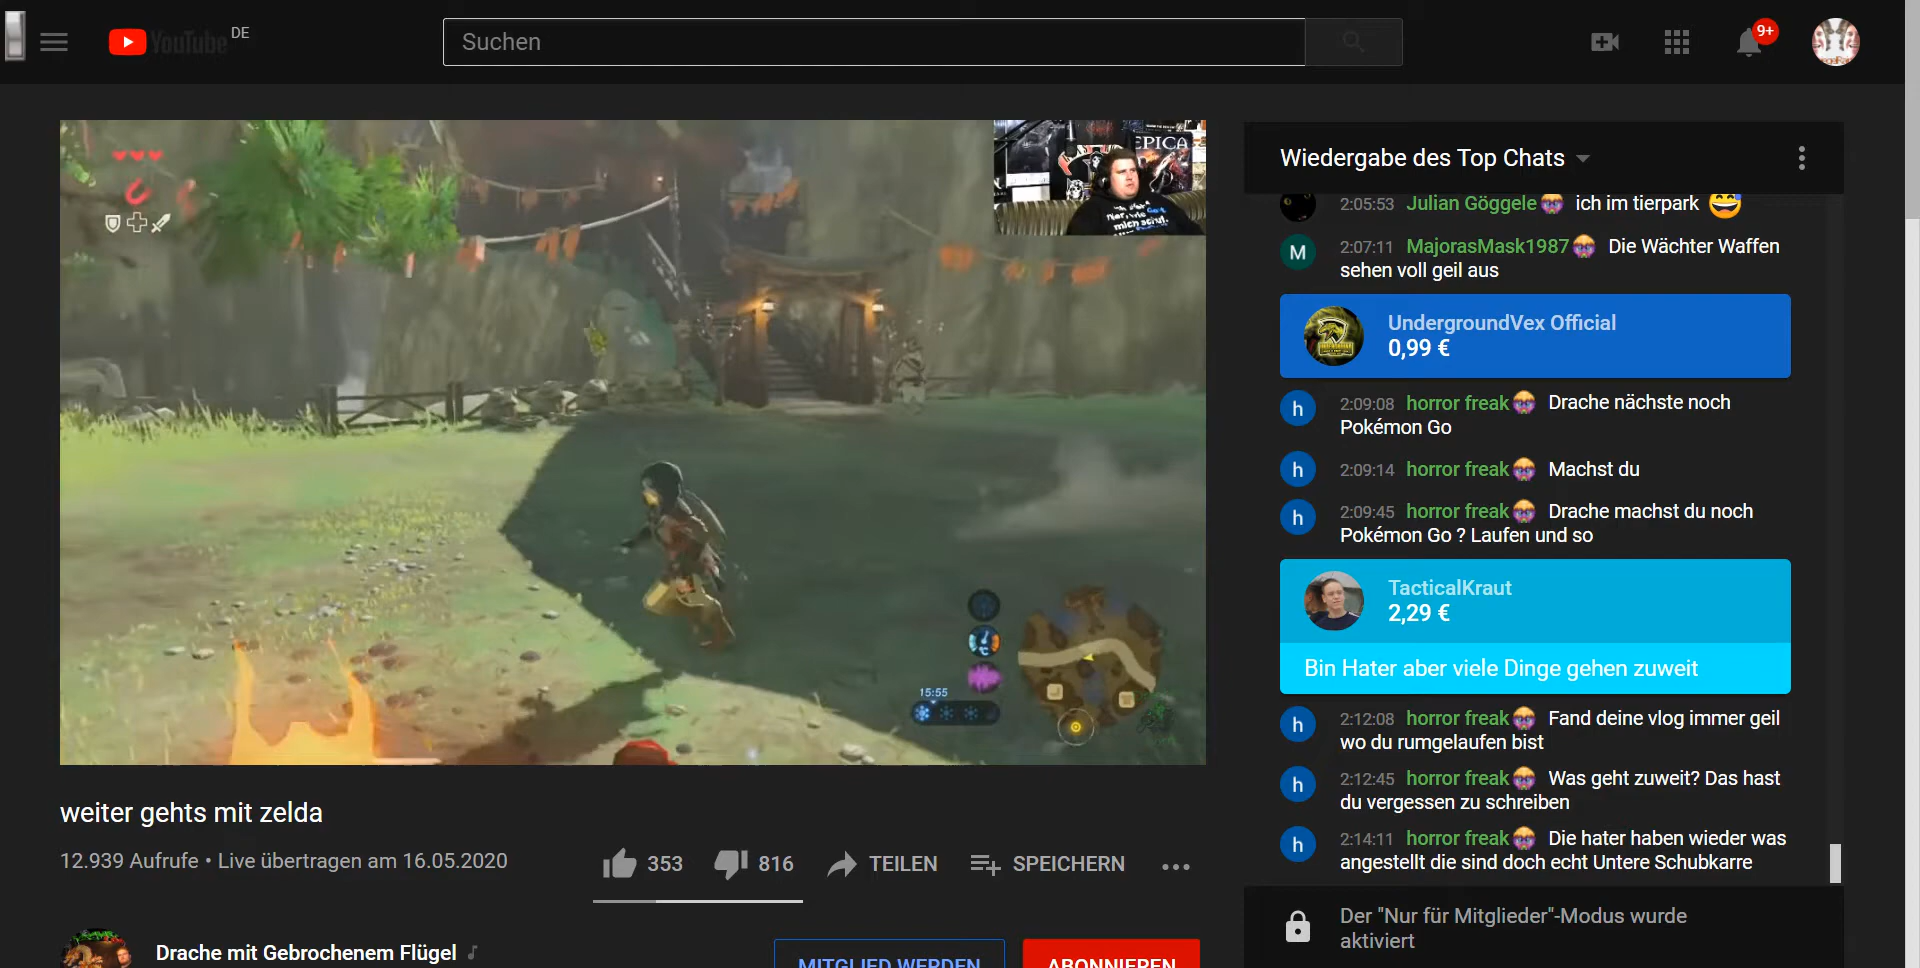 YouTube DE
Suchen
9+
EPICA
15:55
weiter gehts mit zelda
12.939 Aufrufe • Live übertragen am 16.05.2020
353
816
TEILEN
SPEICHERN
Drache mit Gebrochenem Flügel
MITGLIED WERDEN
ABONNIEREN
Wiedergabe des Top Chats
2:05:53 Julian Göggele ich im tierpark
M
2:07:11 MajorasMask1987 Die Wächter Waffen
sehen voll geil aus
UndergroundVex Official
0,99 €
h
2:09:08 horror freak Drache nächste noch
Pokémon Go
h
2:09:14 horror freak Machst du
h
2:09:45 horror freak Drache machst du noch
Pokémon Go ? Laufen und so
TacticalKraut
2,29 €
Bin Hater aber viele Dinge gehen zuweit
h
2:12:08 horror freak Fand deine vlog immer geil
wo du rumgelaufen bist
h
2:12:45 horror freak Was geht zuweit? Das hast
du vergessen zu schreiben
h
2:14:11 horror freak Die hater haben wieder was
angestellt die sind doch echt Untere Schubkarre
Der "Nur für Mitglieder"-Modus wurde
aktiviert